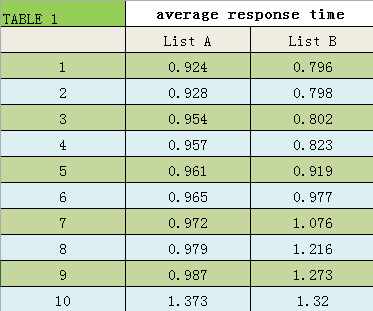 TABLE 1 average response time
List A List B
1 0.924 0.796
2 0.928 0.798
3 0.954 0.802
4 0.957 0.823
5 0.961 0.919
6 0.965 0.977
7 0.972 1.076
8 0.979 1.216
9 0.987 1.273
10 1.373 1.32